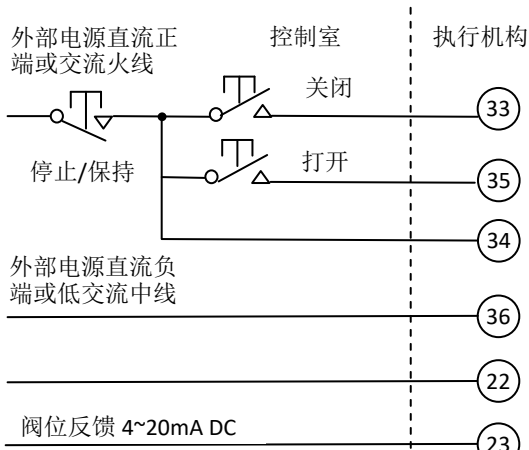 外部电源直流正
端或交流火线
控制室
执行机构
关闭
33
停止/保持
打开
35
34
外部电源直流负
端或低交流中线
36
22
阀位反馈 4~20mA DC
23